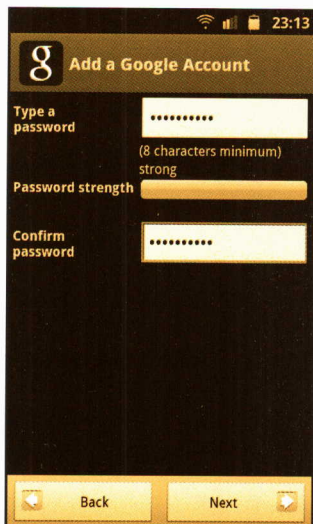 23:13
g Add a Google Account
Type a
password
••••••••••
(8 characters minimum)
strong
Password strength
Confirm
password
••••••••••
Back
Next